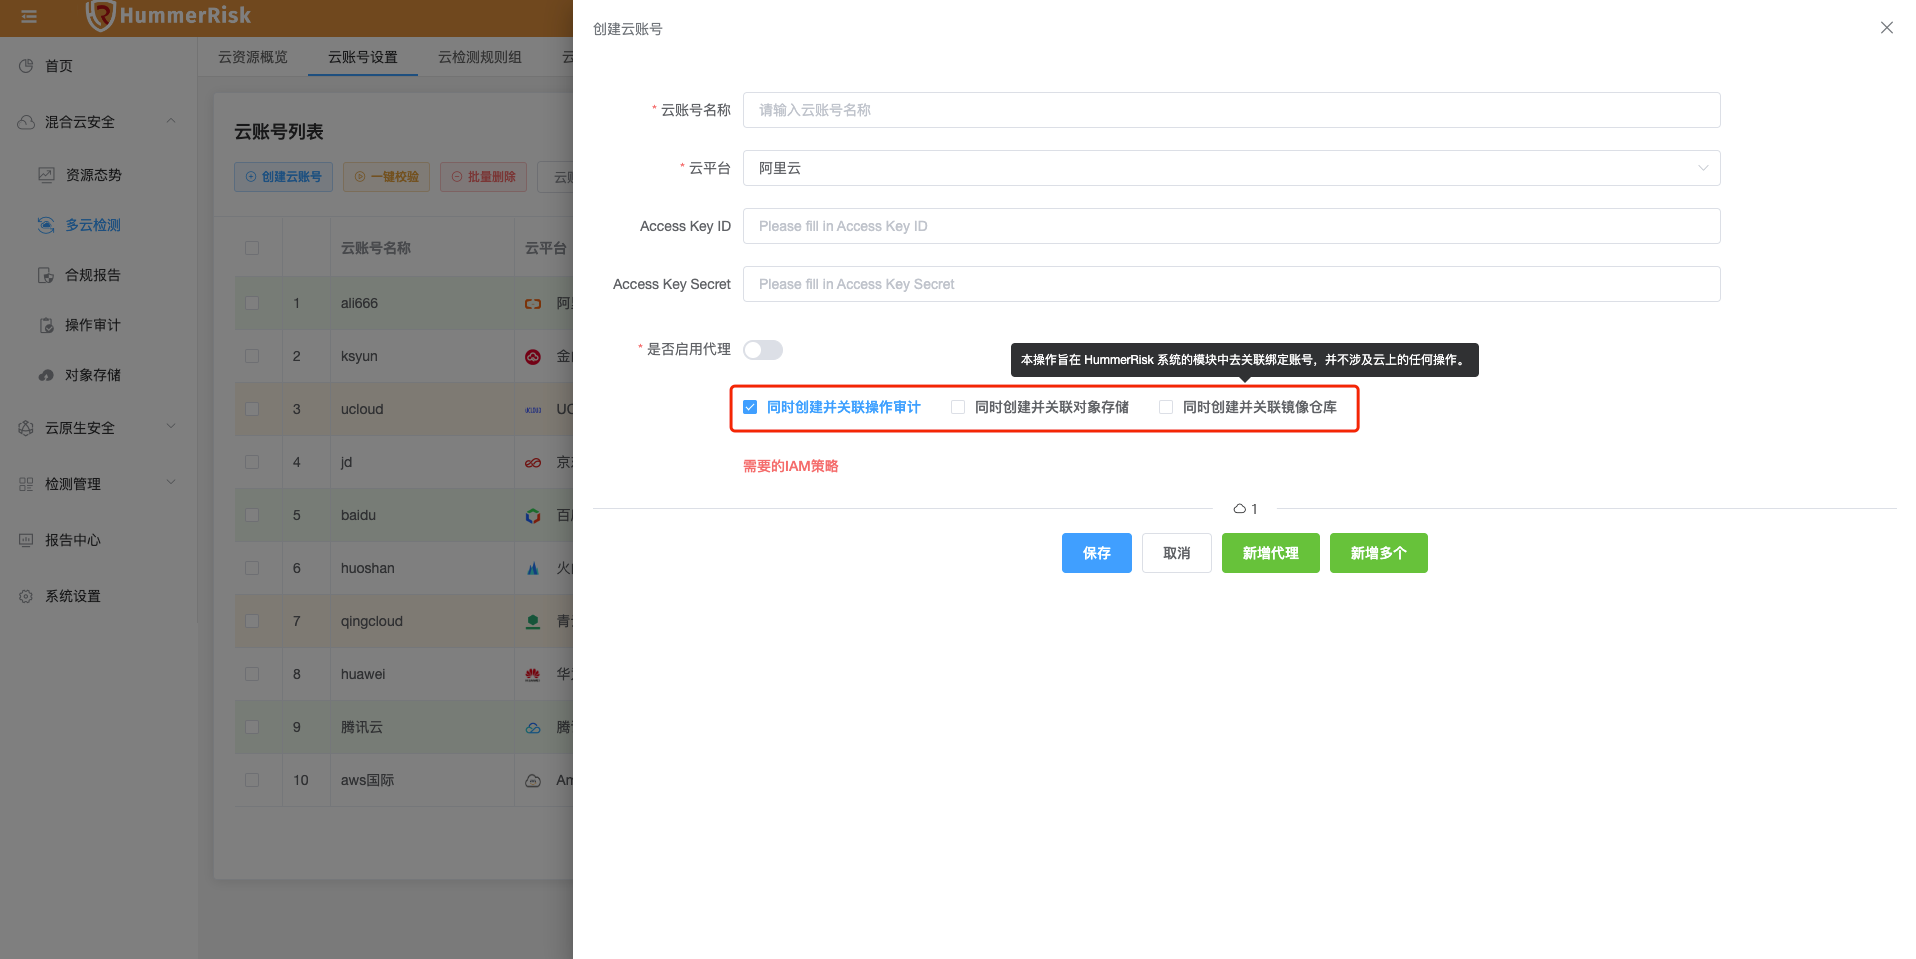 HummerRisk
首页
混合云安全
资源态势
多云检测
合规报告
操作审计
对象存储
云原生安全
检测管理
报告中心
系统设置
云资源概览 云账号设置 云检测规则组
云账号列表
创建云账号 一键校验 批量删除
云账号名称 云平台
1 ali666
2 ksyun
3 ucloud
4 jd
5 baidu
6 huoshan
7 qingcloud
8 huawei
9 腾讯云
10 aws国际
创建云账号
* 云账号名称 请输入云账号名称
* 云平台 阿里云
Access Key ID Please fill in Access Key ID
Access Key Secret Please fill in Access Key Secret
* 是否启用代理
本操作旨在 HummerRisk 系统的模块中去关联绑定账号，并不涉及云上的任何操作。
同时创建并关联操作审计 同时创建并关联对象存储 同时创建并关联镜像仓库
需要的IAM策略
1
保存 取消 新增代理 新增多个